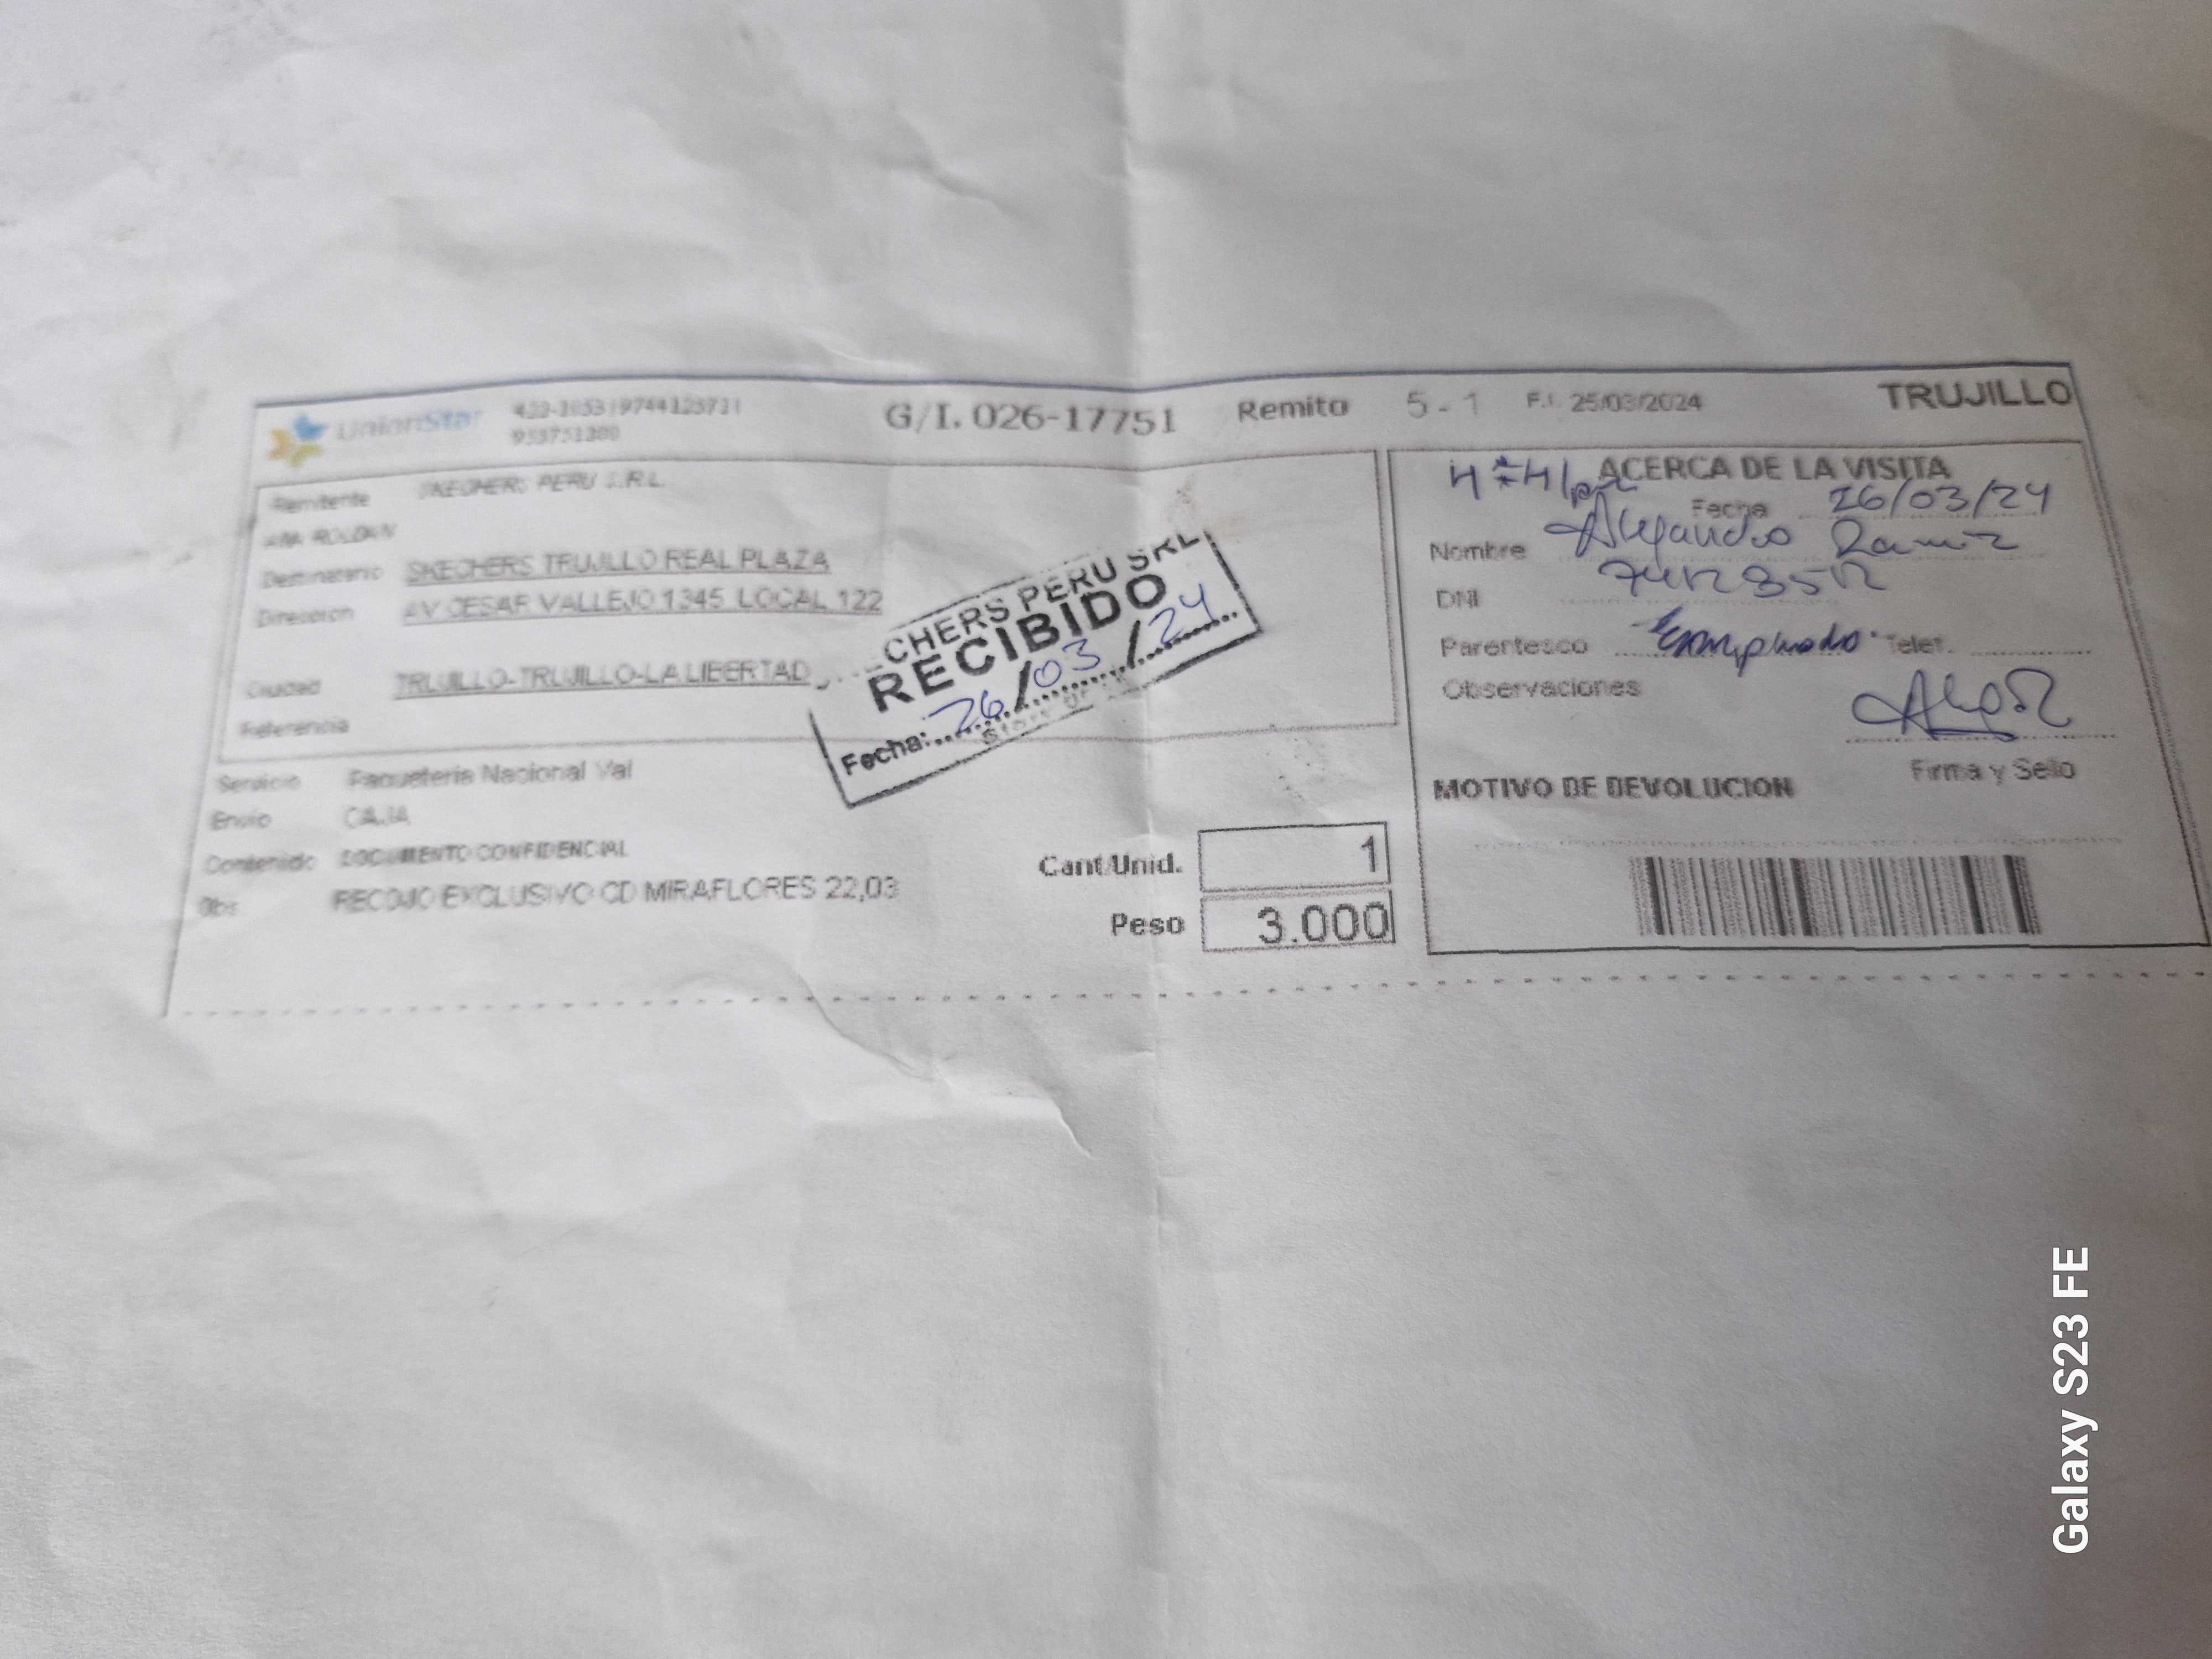 UnionStar
G/I. 026-17751 Remito 5 - 1 F.I. 25/03/2024 TRUJILLO
Remitente SKECHERS PERU S.R.L.
ANA ROLDAN
Destinatario SKECHERS TRUJILLO REAL PLAZA
Direccion AV CESAR VALLEJO 1345 LOCAL 122
Ciudad TRUJILLO-TRUJILLO-LA LIBERTAD
Referencia
CHERS PERU SRL
RECIBIDO
Fecha: 26/03/24
Servicio Paqueteria Nacional Val
Envio CAJA
Contenido DOCUMENTO CONFIDENCIAL
Obs RECOJO EXCLUSIVO CD MIRAFLORES 22,03
Cant/Unid. 1
Peso 3.000
ACERCA DE LA VISITA
Fecha 26/03/24
Nombre Alejandro
DNI
Parentesco Empleado Telef.
Observaciones
Firma y Sello
MOTIVO DE DEVOLUCION
Galaxy S23 FE